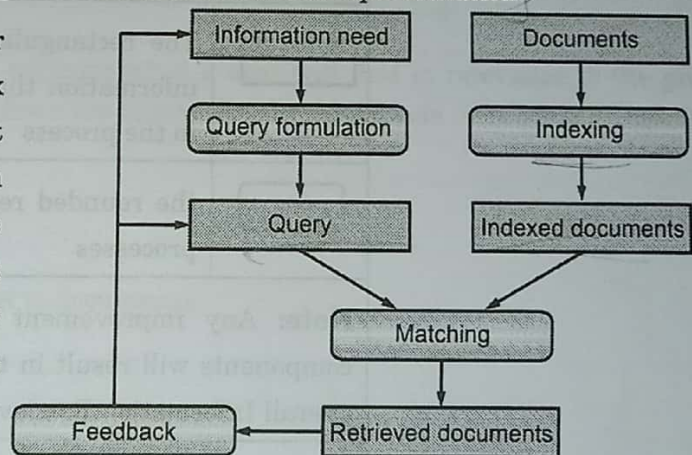 Information need
Documents
Query formulation
Indexing
Query
Indexed documents
Matching
Feedback
Retrieved documents